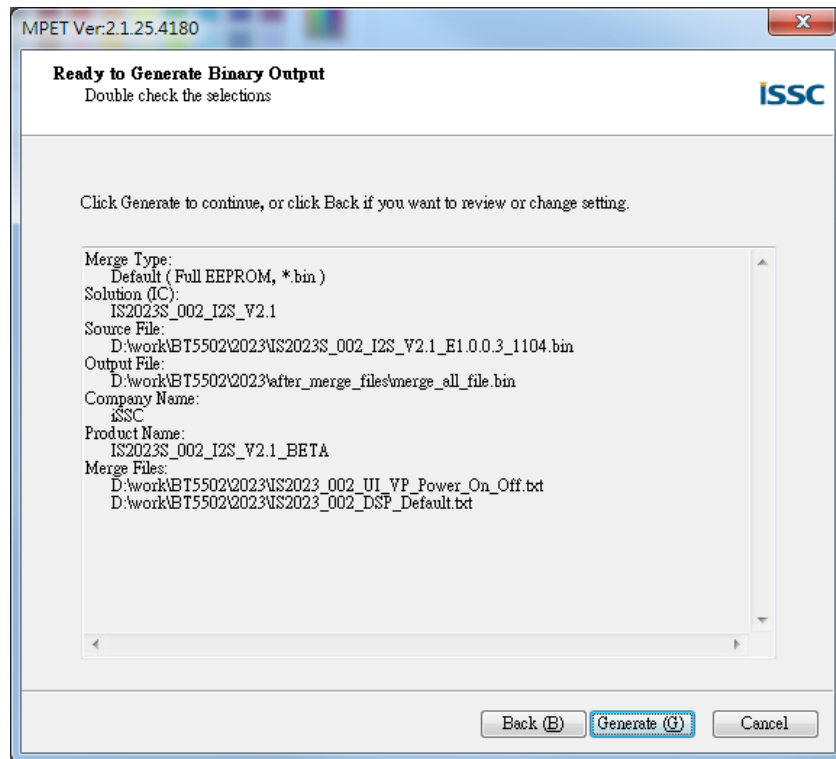 MPET Ver:2.1.25.4180
Ready to Generate Binary Output
Double check the selections
ISSC
Click Generate to continue, or click Back if you want to review or change setting.
Merge Type:
Default ( Full EEPROM, *.bin )
Solution (IC):
IS2023S_002_I2S_V2.1
Source File:
D:\work\BT5502\2023\IS2023S_002_I2S_V2.1_E1.0.0.3_1104.bin
Output File:
D:\work\BT5502\2023\after_merge_files\merge_all_file.bin
Company Name:
iSSC
Product Name:
IS2023S_002_I2S_V2.1_BETA
Merge Files:
D:\work\BT5502\2023\IS2023_002_UI_VP_Power_On_Off.txt
D:\work\BT5502\2023\IS2023_002_DSP_Default.txt
Back (B) Generate (G) Cancel